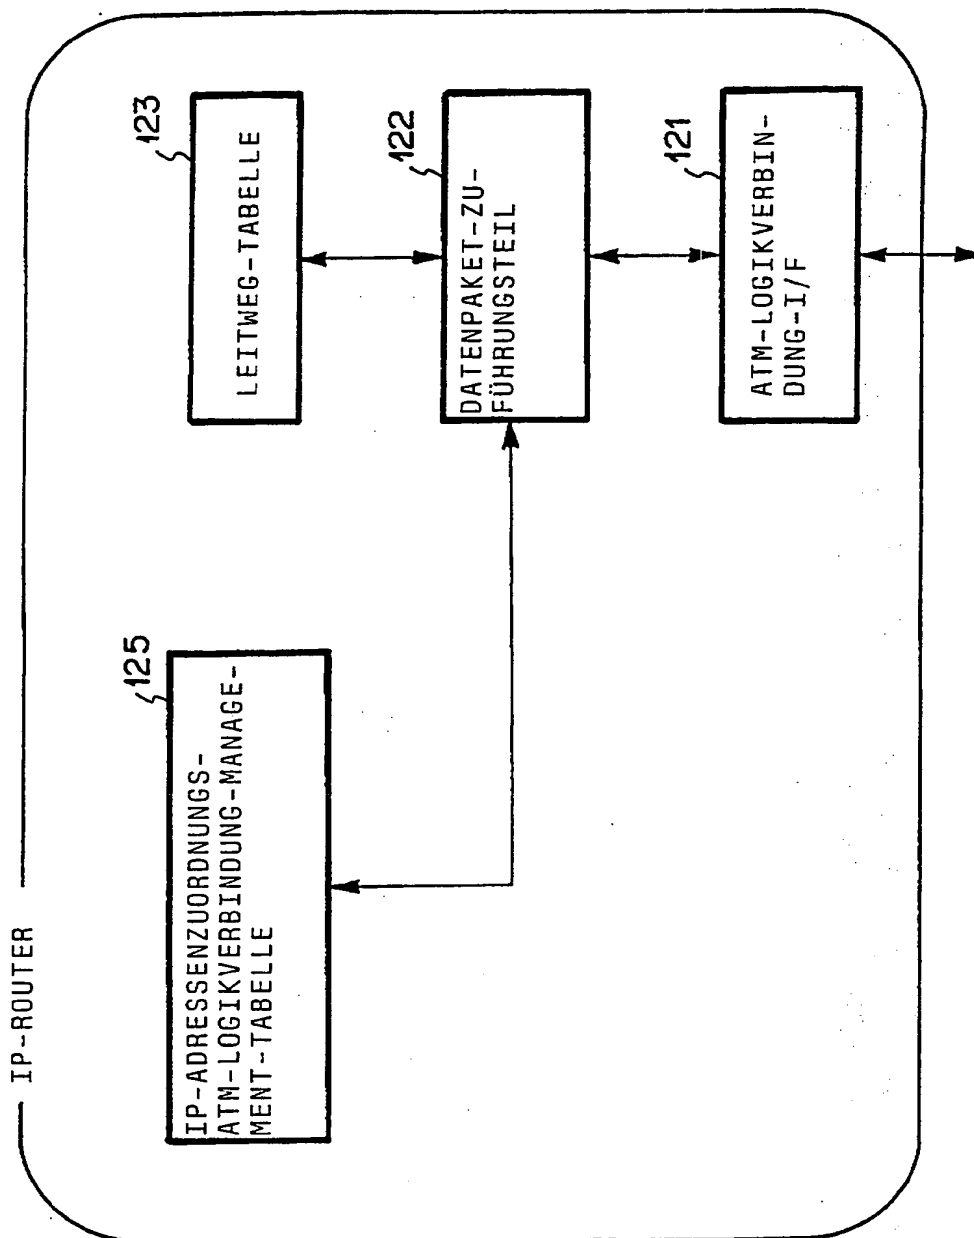 IP-ROUTER
IP-ADRESSENZUORDNUNGS-
ATM-LOGIKVERBINDUNG-MANAGE-
MENT-TABELLE
125
123
LEITWEG-TABELLE
122
DATENPAKET-ZU-
FÜHRUNGSTEIL
121
ATM-LOGIKVERBIN-
DUNG-I/F